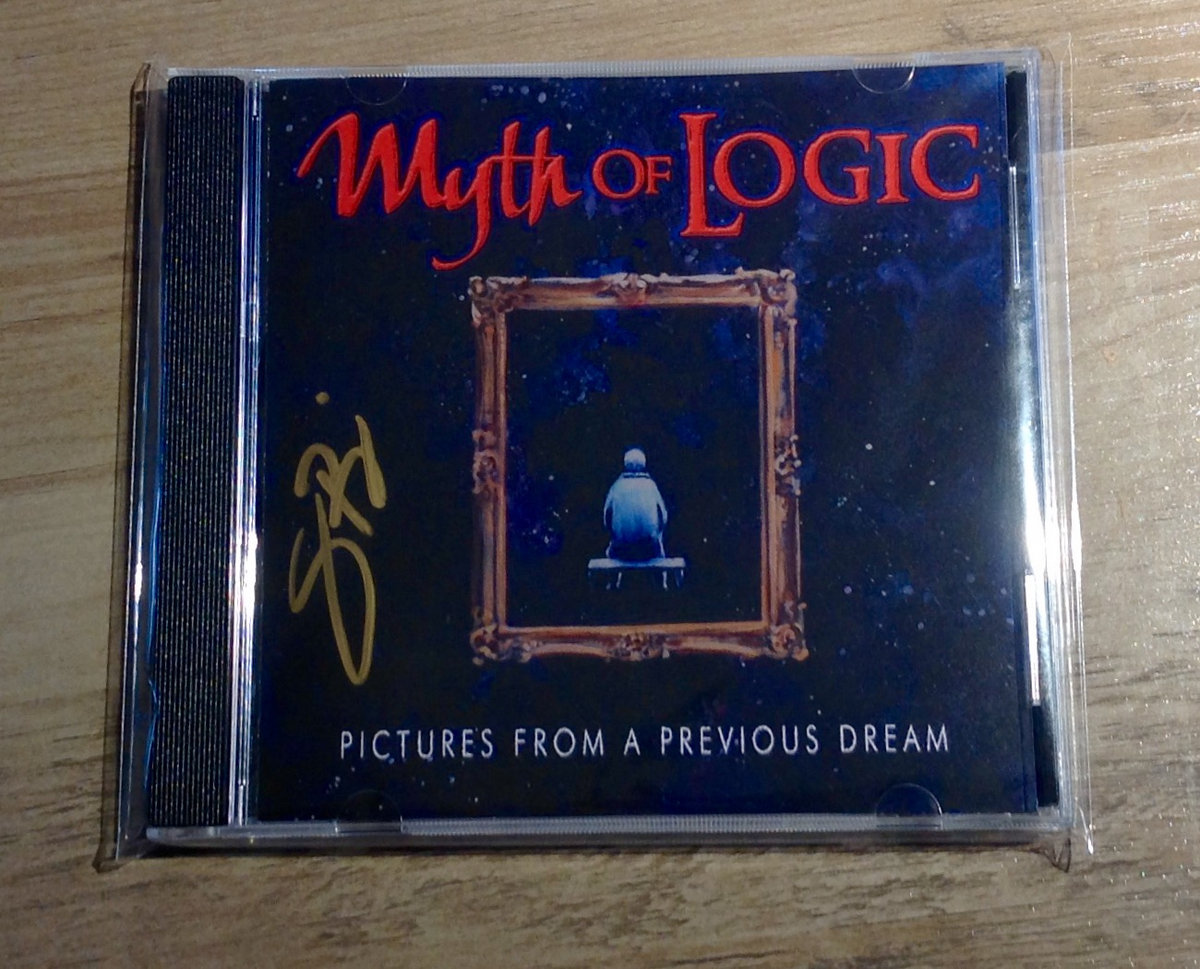 Myth OF LOGIC
PICTURES FROM A PREVIOUS DREAM